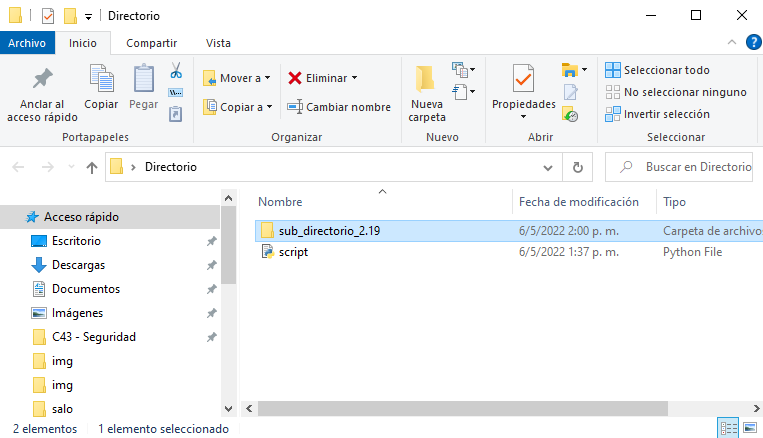 Directorio
Archivo Inicio Compartir Vista
Anclar al acceso rápido
Copiar
Pegar
Portapapeles
Mover a
Copiar a
Eliminar
Cambiar nombre
Organizar
Nueva carpeta
Nuevo
Propiedades
Abrir
Seleccionar todo
No seleccionar ninguno
Invertir selección
Seleccionar
Directorio
Buscar en Directorio
Nombre Fecha de modificación Tipo
sub_directorio_2.19 6/5/2022 2:00 p. m. Carpeta de archivos
script 6/5/2022 1:37 p. m. Python File
Acceso rápido
Escritorio
Descargas
Documentos
Imágenes
C43 - Seguridad
img
img
salo
2 elementos 1 elemento seleccionado